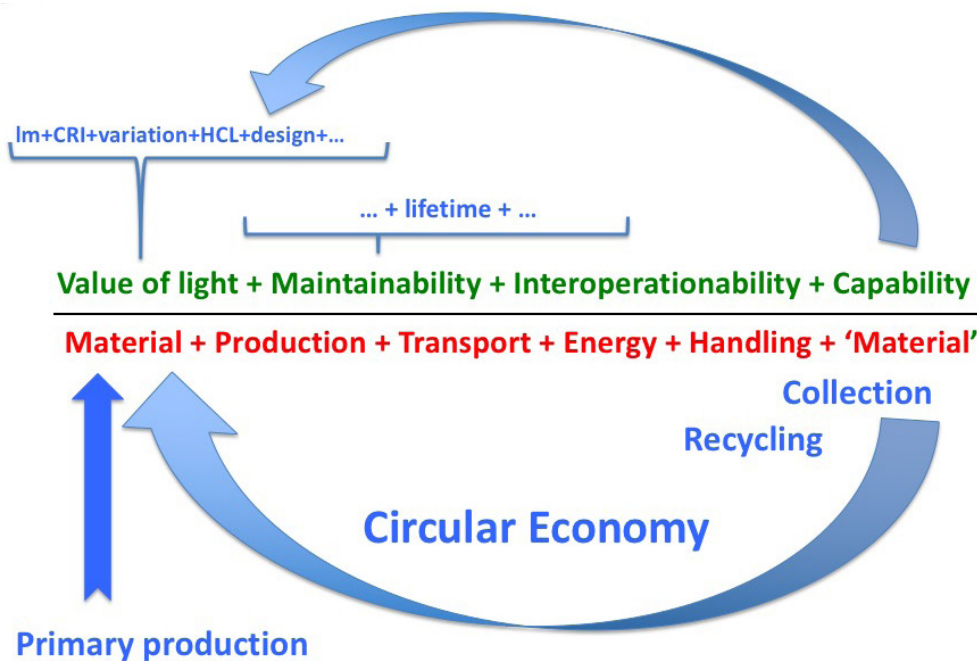 lm+CRI+variation+HCL+design+...
... + lifetime + ...
Value of light + Maintainability + Interoperationability + Capability
Material + Production + Transport + Energy + Handling + ‘Material’
Collection
Recycling
Circular Economy
Primary production